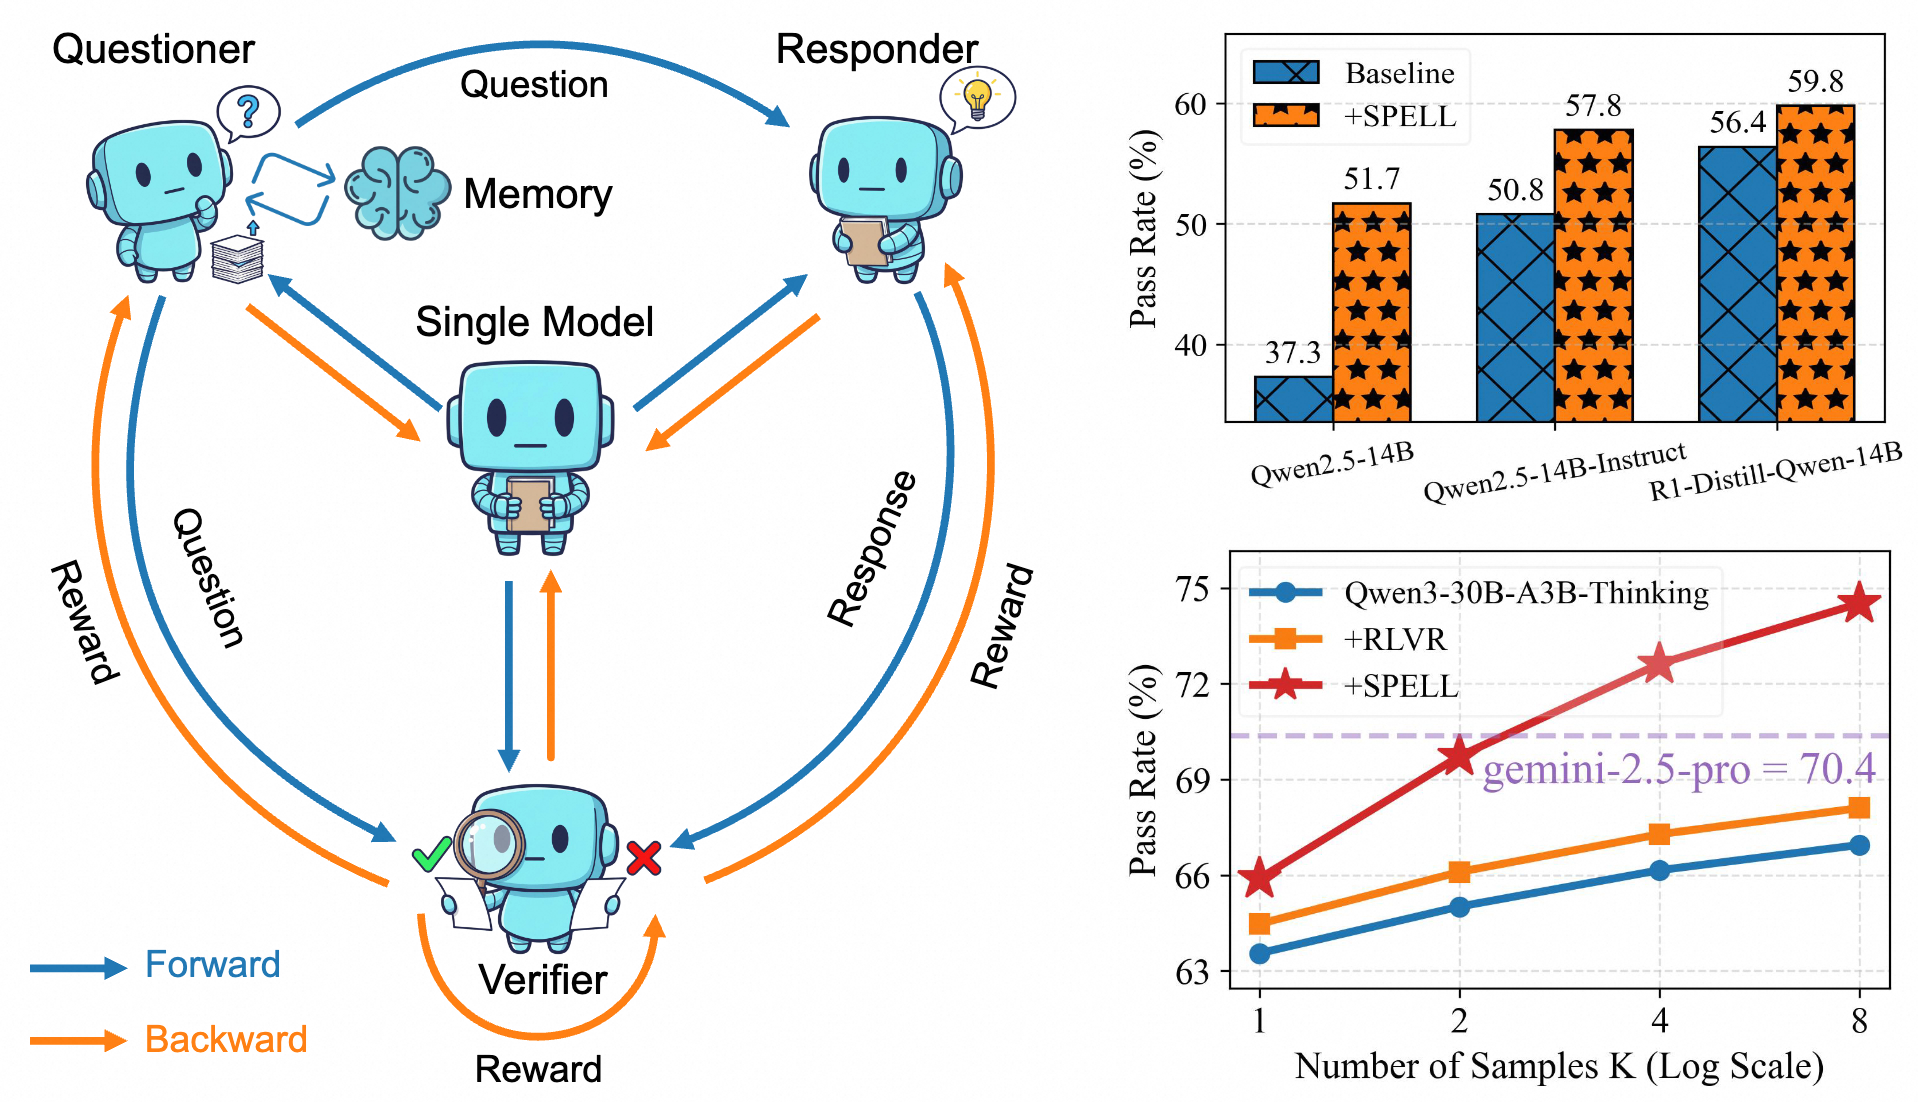 Questioner
Responder
Question
?
Memory
Single Model
Question
Response
Reward
Reward
Verifier
Reward
Forward
Backward
Baseline
+SPELL
Pass Rate (%)
60
50
40
37.3
51.7
50.8
57.8
56.4
59.8
Qwen2.5-14B
Qwen2.5-14B-Instruct
R1-Distill-Qwen-14B
Qwen3-30B-A3B-Thinking
+RLVR
+SPELL
gemini-2.5-pro = 70.4
Pass Rate (%)
75
72
69
66
63
1
2
4
8
Number of Samples K (Log Scale)